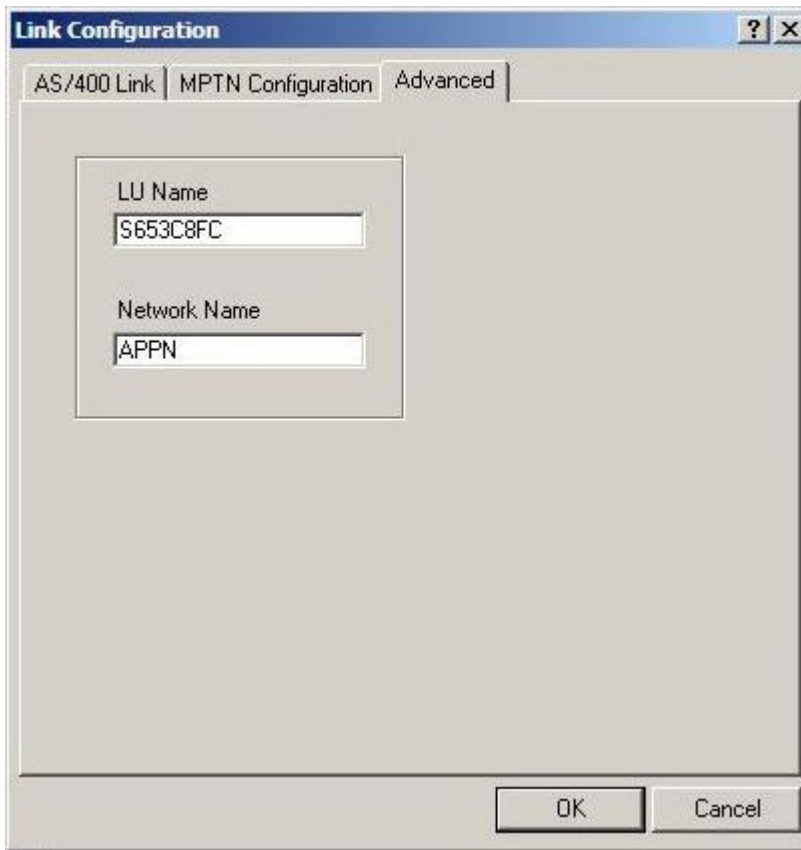 Link Configuration
AS/400 Link MPTN Configuration Advanced
LU Name
S653C8FC
Network Name
APPN
OK Cancel